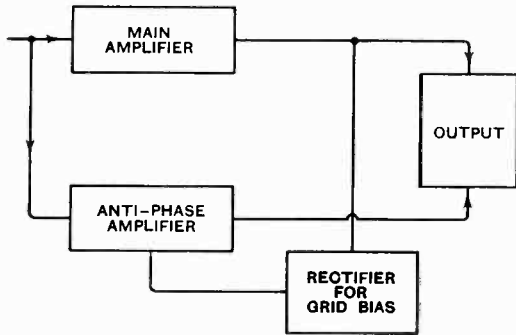 MAIN
AMPLIFIER
OUTPUT
ANTI-PHASE
AMPLIFIER
RECTIFIER
FOR
GRID BIAS